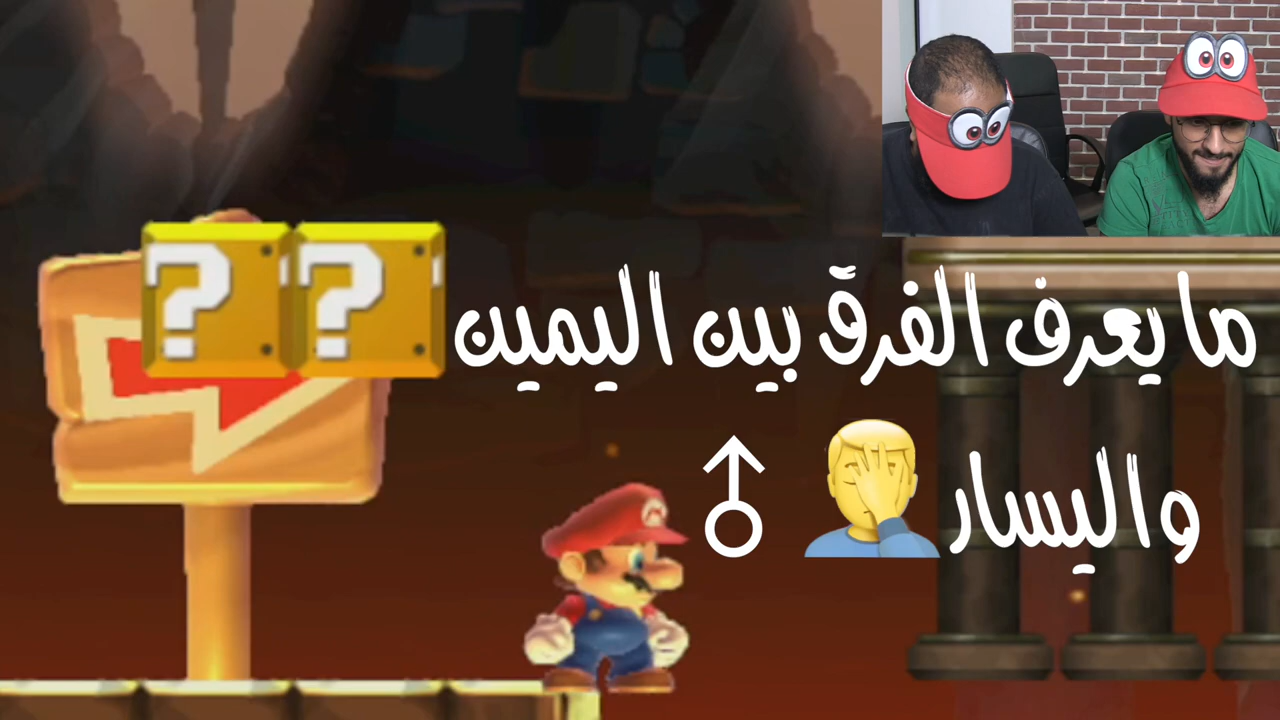 ? ?
ما يعرف الفرق بين اليمين
واليسار 🤦‍♂
M